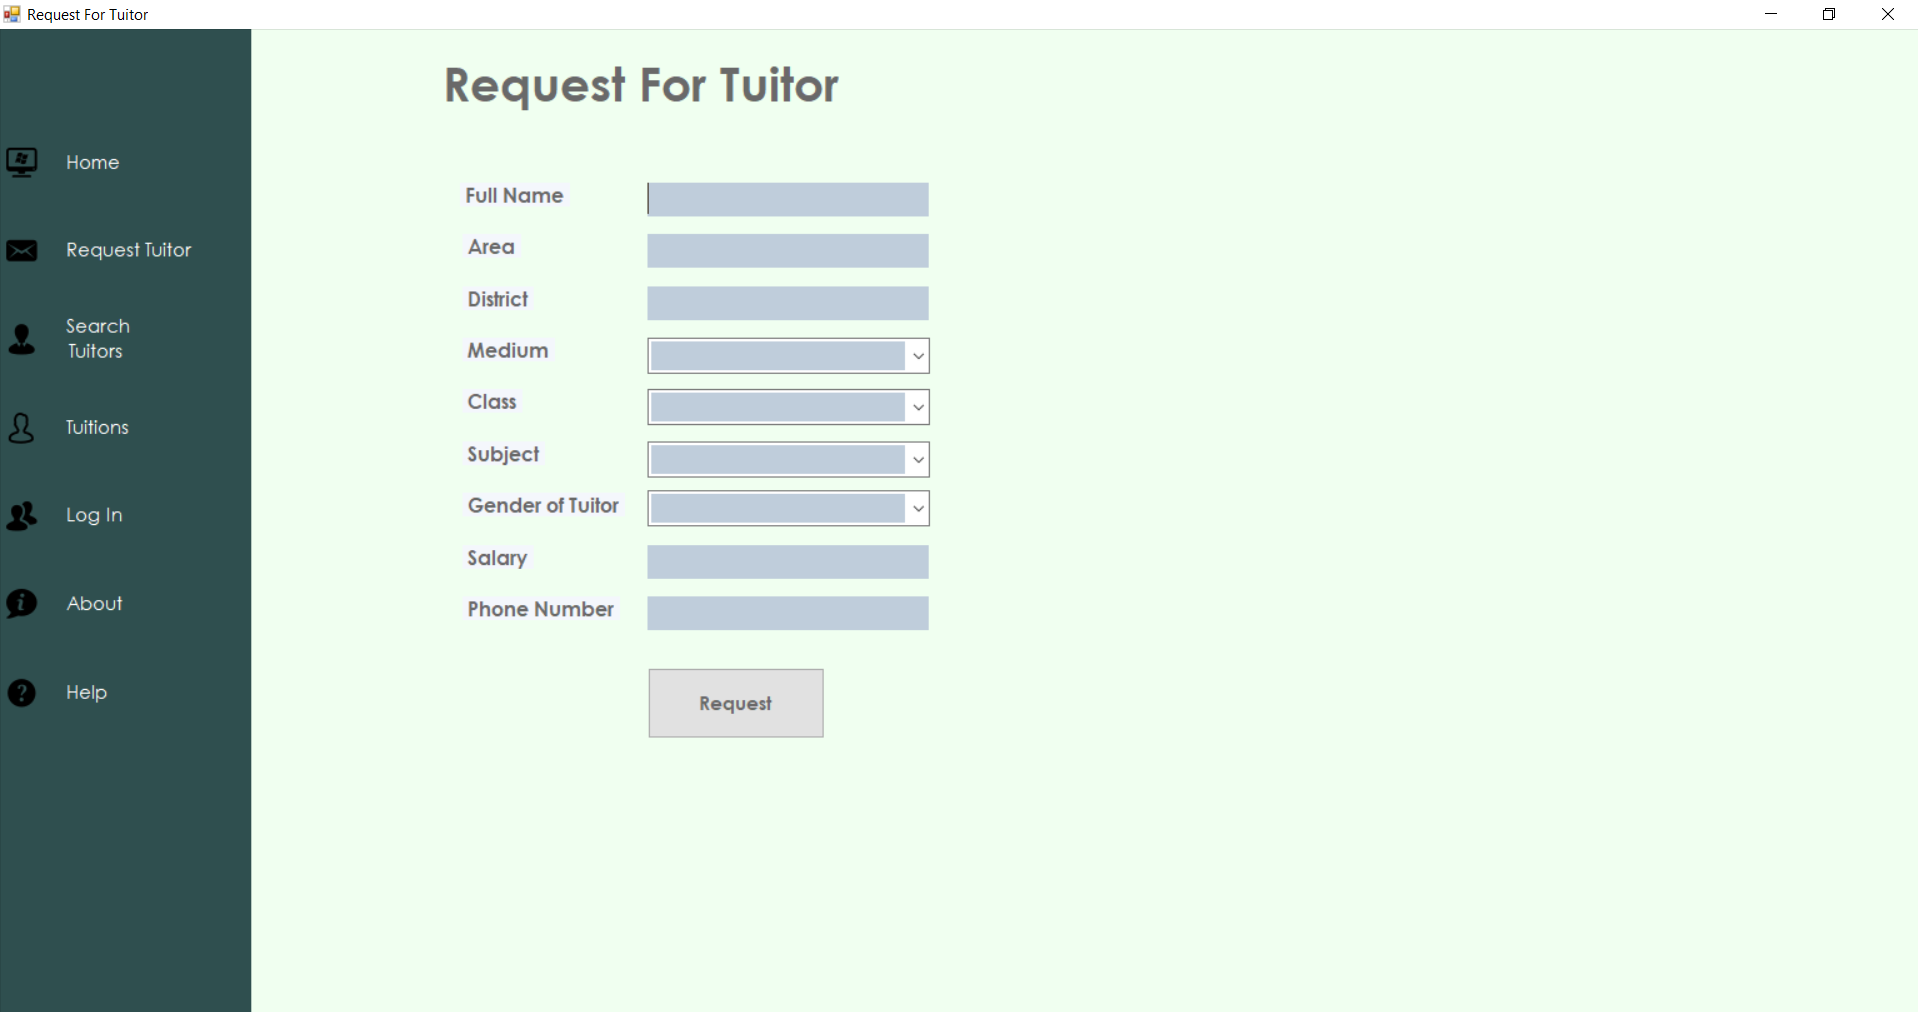 Request For Tuitor
Request For Tuitor
Home
Request Tuitor
Search
Tuitors
Tuitions
Log In
About
Help
Full Name
Area
District
Medium
Class
Subject
Gender of Tuitor
Salary
Phone Number
Request